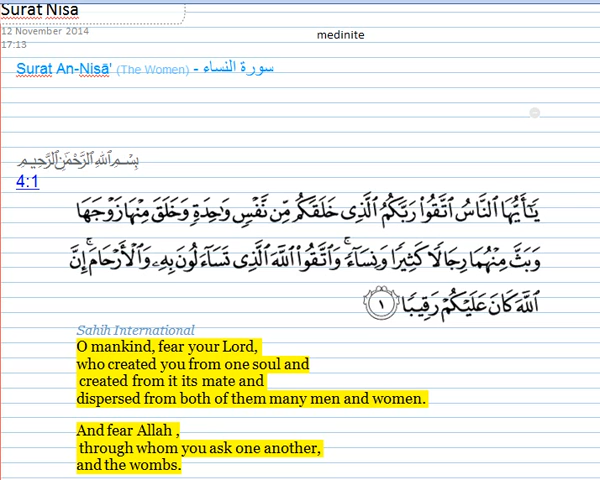 Surat Nisa
12 November 2014
17:13
medinite
Surat An-Nisā' (The Women) - سورة النساء
بِسْمِ ٱللَّهِ ٱلرَّحْمَٰنِ ٱلرَّحِيمِ
4:1
يَٰٓأَيُّهَا ٱلنَّاسُ ٱتَّقُوا۟ رَبَّكُمُ ٱلَّذِى خَلَقَكُم مِّن نَّفْسٍ وَٰحِدَةٍ وَخَلَقَ مِنْهَا زَوْجَهَا
وَبَثَّ مِنْهُمَا رِجَالًا كَثِيرًا وَنِسَآءً ۚ وَٱتَّقُوا۟ ٱللَّهَ ٱلَّذِى تَسَآءَلُونَ بِهِۦ وَٱلْأَرْحَامَ ۚ إِنَّ
ٱللَّهَ كَانَ عَلَيْكُمْ رَقِيبًا ١
Sahih International
O mankind, fear your Lord,
who created you from one soul and
created from it its mate and
dispersed from both of them many men and women.
And fear Allah ,
through whom you ask one another,
and the wombs.